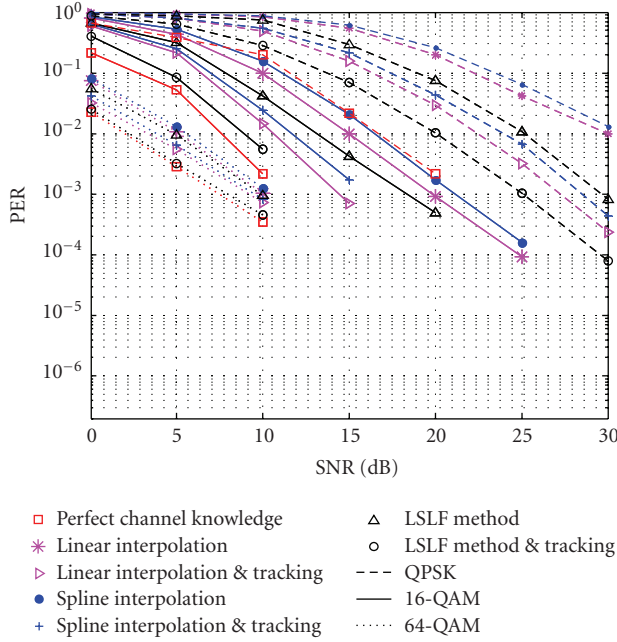 10^0
10^-1
10^-2
10^-3
10^-4
10^-5
10^-6
PER
0 5 10 15 20 25 30
SNR (dB)
Perfect channel knowledge
Linear interpolation
Linear interpolation & tracking
Spline interpolation
Spline interpolation & tracking
LSLF method
LSLF method & tracking
QPSK
16-QAM
64-QAM